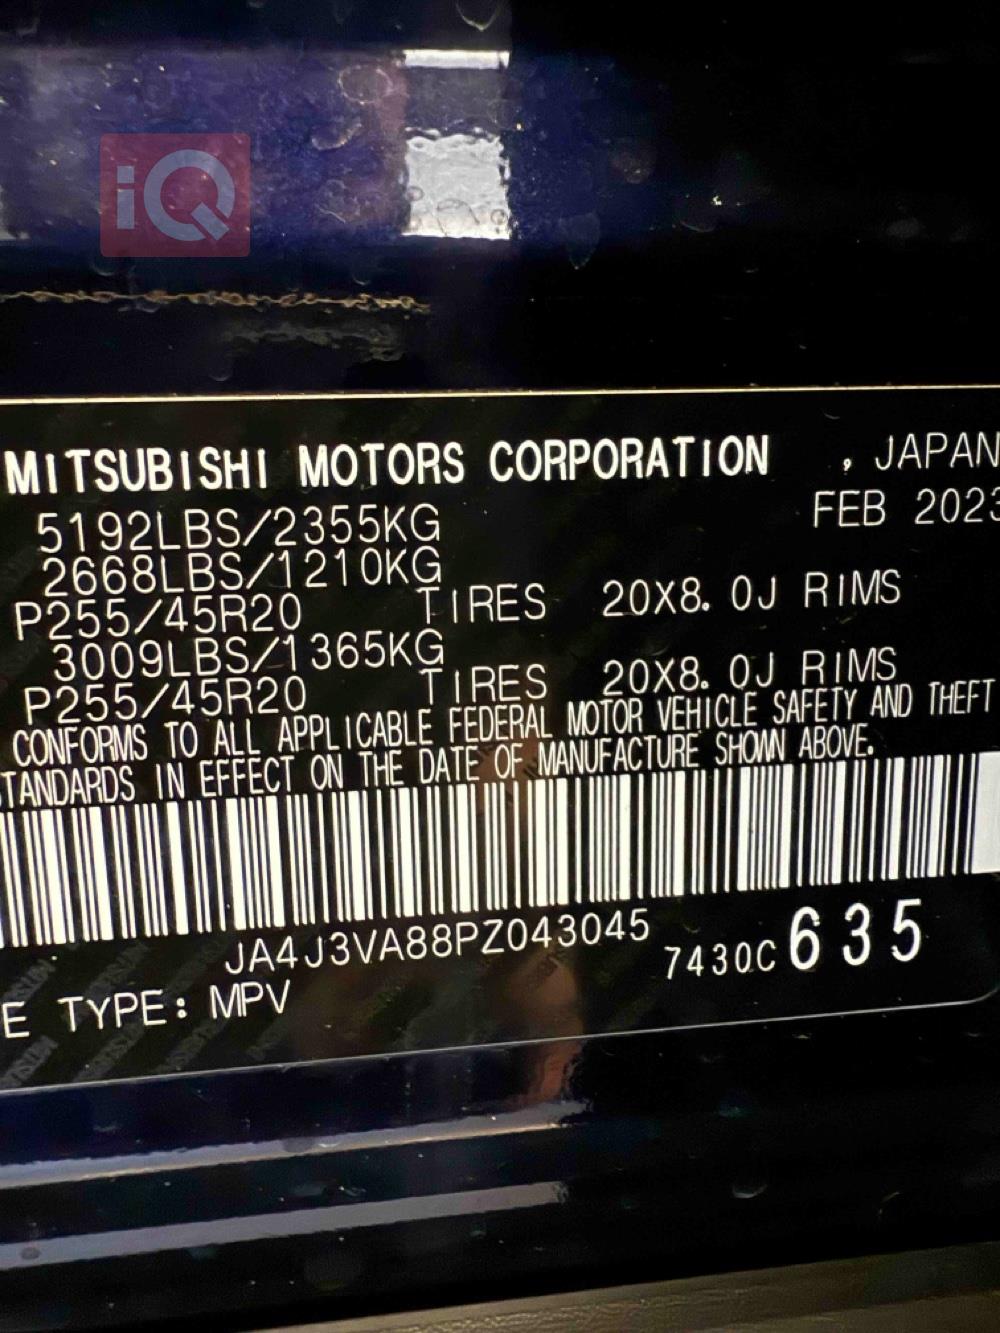 iQ
MITSUBISHI MOTORS CORPORATION , JAPAN
5192LBS/2355KG FEB 2023
2668LBS/1210KG
P255/45R20 TIRES 20X8.0J RIMS
3009LBS/1365KG
P255/45R20 TIRES 20X8.0J RIMS
CONFORMS TO ALL APPLICABLE FEDERAL MOTOR VEHICLE SAFETY AND THEFT
TANDARDS IN EFFECT ON THE DATE OF MANUFACTURE SHOWN ABOVE.
JA4J3VA88PZ043045 7430C 635
E TYPE: MPV